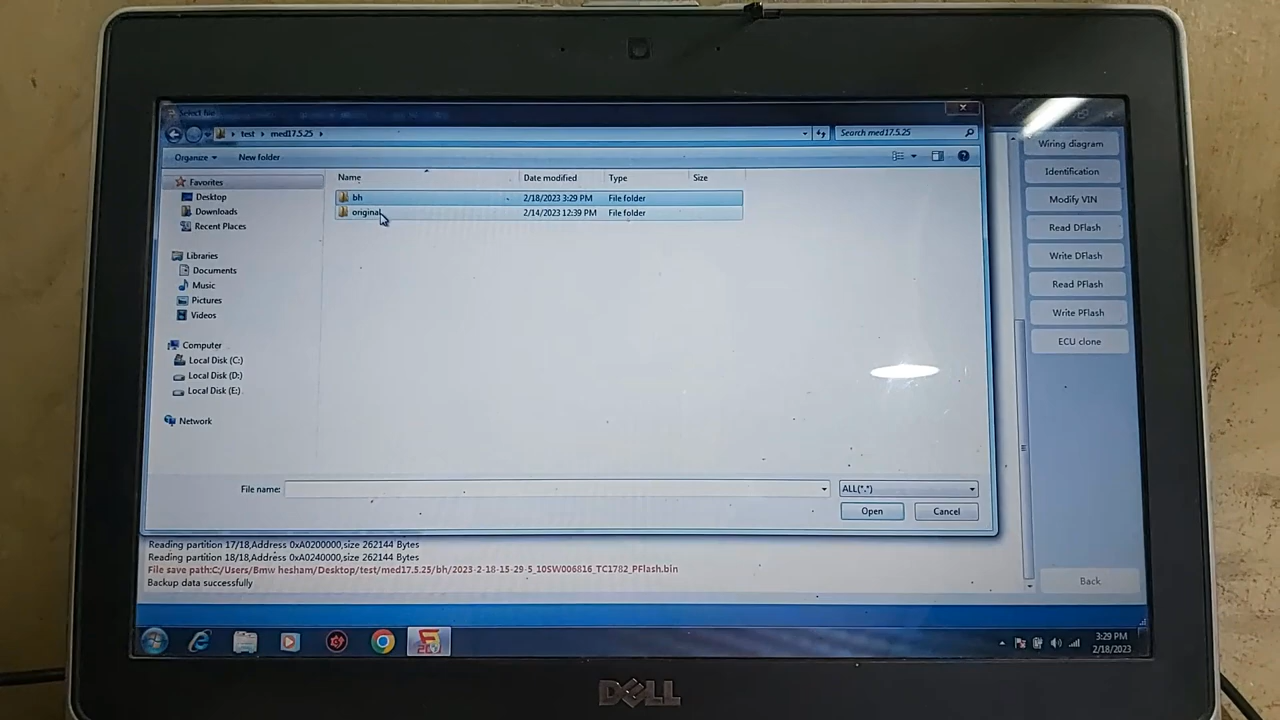 Select file
test
med17.5.25
Search med17.5.25
Organize
New folder
Name
Date modified
Type
Size
Favorites
Desktop
Downloads
Recent Places
Libraries
Documents
Music
Pictures
Videos
Computer
Local Disk (C:)
Local Disk (D:)
Local Disk (E:)
Network
bh
2/18/2023 3:29 PM
File folder
original
2/14/2023 12:39 PM
File folder
File name:
ALL(*.*)
Open
Cancel
Wiring diagram
Identification
Modify VIN
Read DFlash
Write DFlash
Read PFlash
Write PFlash
ECU clone
Back
Reading partition 17/18,Address 0xA0200000,size 262144 Bytes
Reading partition 18/18,Address 0xA0240000,size 262144 Bytes
File save path:C:/Users/Bmw hesham/Desktop/test/med17.5.25/bh/2023-2-18-15-29-5_10SW006816_TC1782_PFlash.bin
Backup data successfully
3:29 PM
2/18/2023
DELL